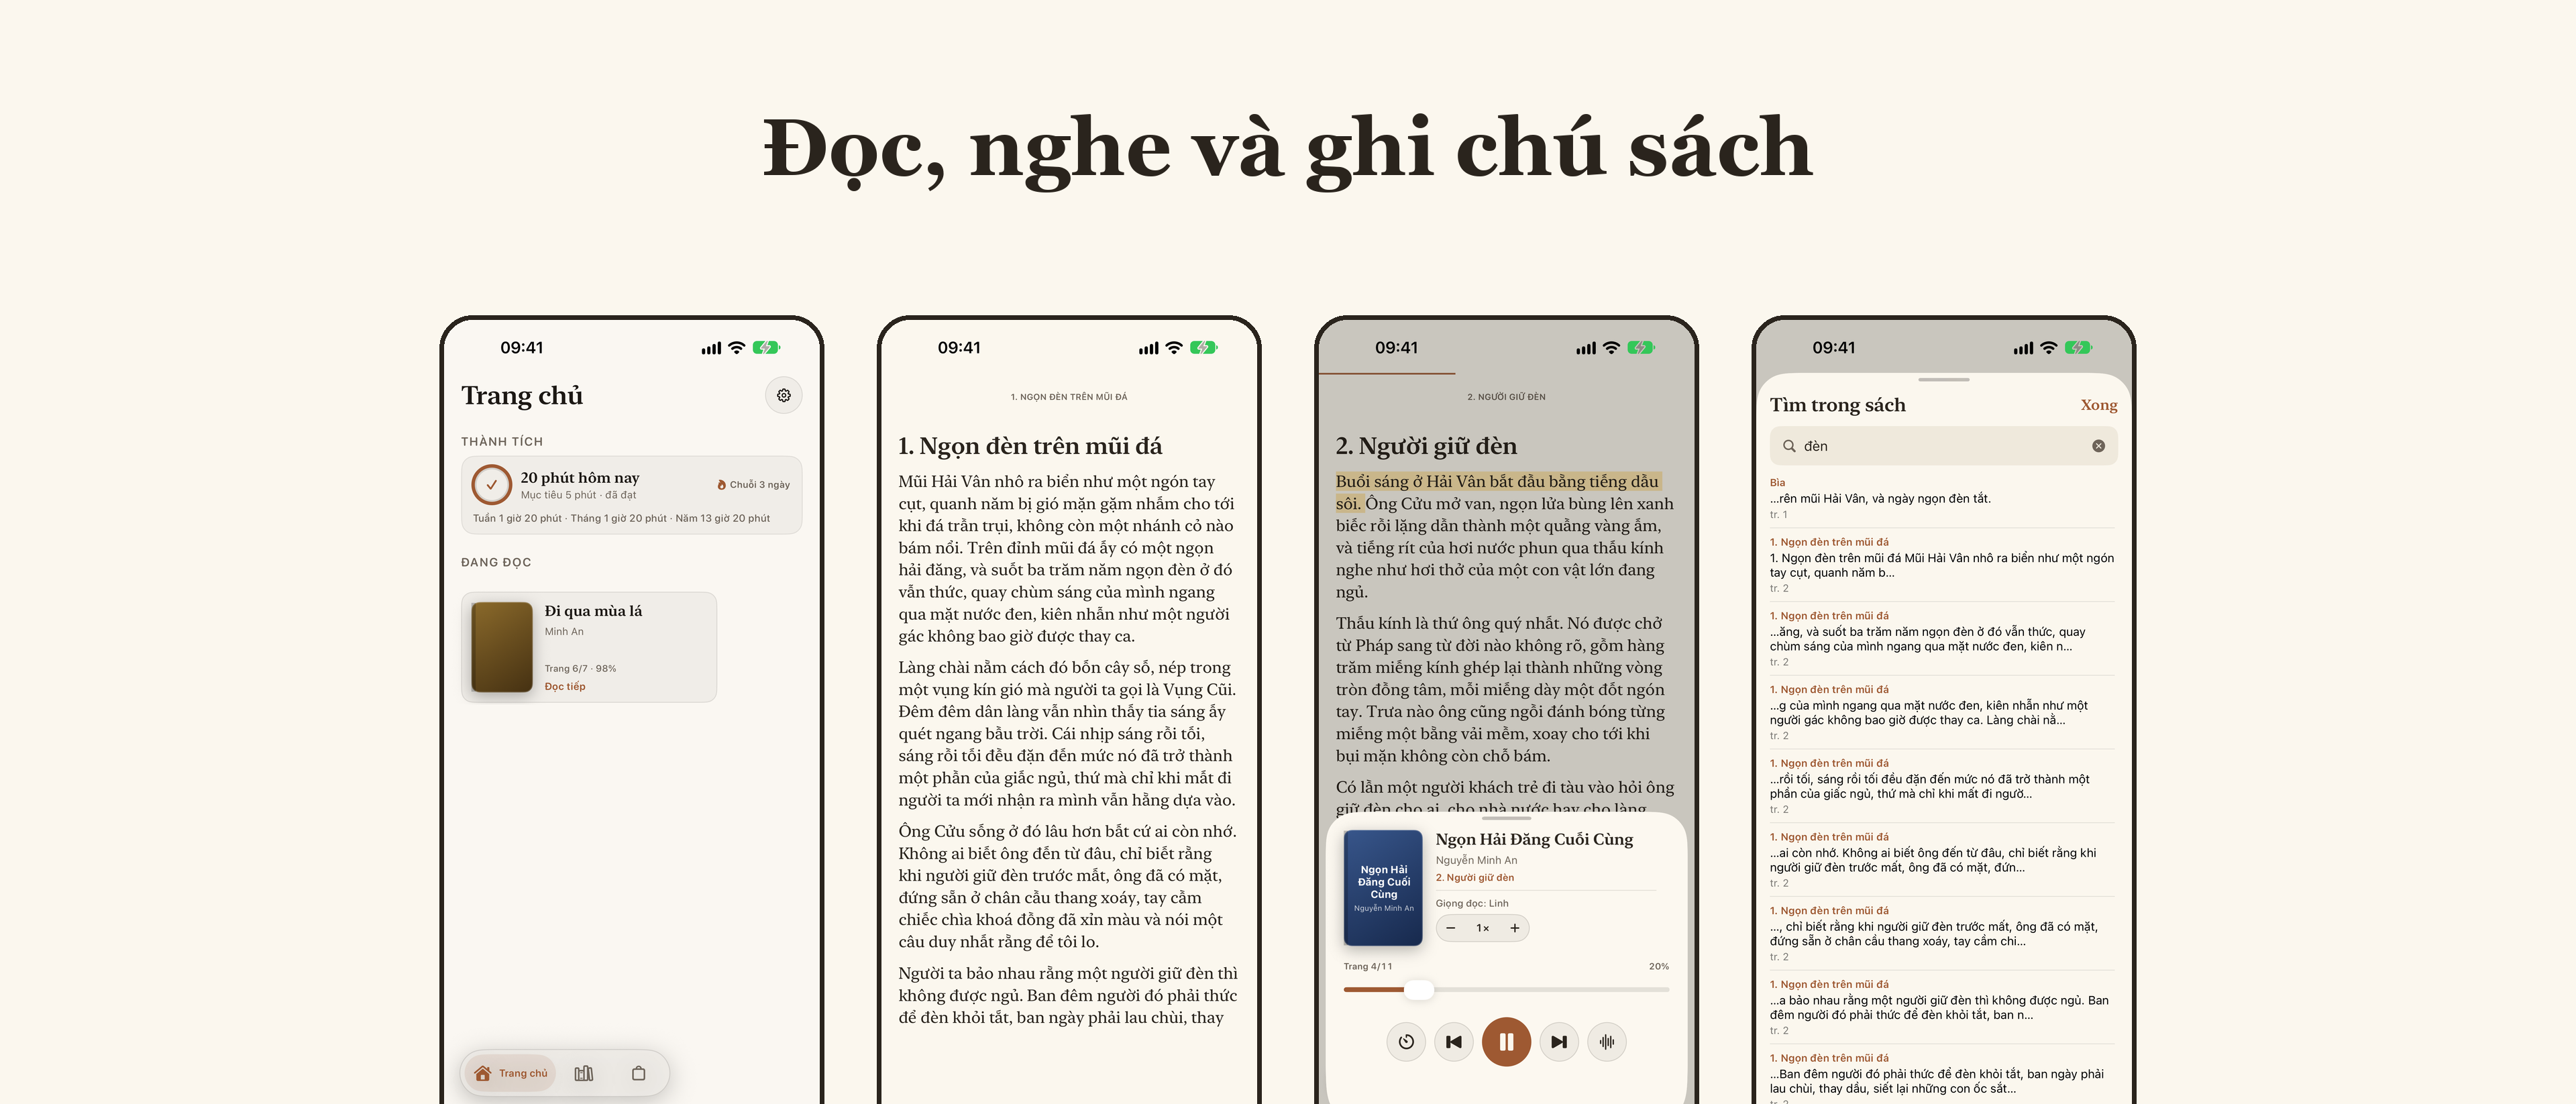 Đọc, nghe và ghi chú sách
09:41
Trang chủ
THÀNH TÍCH
20 phút hôm nay
Mục tiêu 5 phút · đã đạt
Chuỗi 3 ngày
Tuần 1 giờ 20 phút · Tháng 1 giờ 20 phút · Năm 13 giờ 20 phút
ĐANG ĐỌC
Đi qua mùa lá
Minh An
Trang 6/7 · 98%
Đọc tiếp
Trang chủ
09:41
1. NGỌN ĐÈN TRÊN MŨI ĐÁ
1. Ngọn đèn trên mũi đá
Mũi Hải Vân nhô ra biển như một ngón tay
cụt, quanh năm bị gió mặn gặm nhấm cho tới
khi đá trần trụi, không còn một nhánh cỏ nào
bám nổi. Trên đỉnh mũi đá ấy có một ngọn
hải đăng, và suốt ba trăm năm ngọn đèn ở đó
vẫn thức, quay chùm sáng của mình ngang
qua mặt nước đen, kiên nhẫn như một người
gác không bao giờ được thay ca.
Làng chài nằm cách đó bốn cây số, nép trong
một vụng kín gió mà người ta gọi là Vụng Cũi.
Đêm đêm dân làng vẫn nhìn thấy tia sáng ấy
quét ngang bầu trời. Cái nhịp sáng rồi tối,
sáng rồi tối đều đặn đến mức nó đã trở thành
một phần của giấc ngủ, thứ mà chỉ khi mất đi
người ta mới nhận ra mình vẫn hằng dựa vào.
Ông Cửu sống ở đó lâu hơn bất cứ ai còn nhớ.
Không ai biết ông đến từ đâu, chỉ biết rằng
khi người giữ đèn trước mất, ông đã có mặt,
đứng sẵn ở chân cầu thang xoáy, tay cầm
chiếc chìa khoá đồng đã xỉn màu và nói một
câu duy nhất rằng để tôi lo.
Người ta bảo nhau rằng một người giữ đèn thì
không được ngủ. Ban đêm người đó phải thức
để đèn khỏi tắt, ban ngày phải lau chùi, thay
09:41
2. NGƯỜI GIỮ ĐÈN
2. Người giữ đèn
Buổi sáng ở Hải Vân bắt đầu bằng tiếng dầu
sôi. Ông Cửu mở van, ngọn lửa bùng lên xanh
biếc rồi lặng dần thành một quầng vàng ấm,
và tiếng rít của hơi nước phun qua thấu kính
nghe như hơi thở của một con vật lớn đang
ngủ.
Thấu kính là thứ ông quý nhất. Nó được chở
từ Pháp sang từ đời nào không rõ, gồm hàng
trăm miếng kính ghép lại thành những vòng
tròn đồng tâm, mỗi miếng dày một đốt ngón
tay. Trưa nào ông cũng ngồi đánh bóng từng
miếng một bằng vải mềm, xoay cho tới khi
bụi mặn không còn chỗ bám.
Có lần một người khách trẻ đi tàu vào hỏi ông
giữ đèn cho ai, cho nhà nước hay cho làng
Ngọn Hải
Đăng Cuối
Cùng
Nguyễn Minh An
Ngọn Hải Đăng Cuối Cùng
Nguyễn Minh An
2. Người giữ đèn
Giọng đọc: Linh
1×
Trang 4/11
20%
09:41
Tìm trong sách
Xong
đèn
Bìa
...rên mũi Hải Vân, và ngày ngọn đèn tắt.
tr. 1
1. Ngọn đèn trên mũi đá
1. Ngọn đèn trên mũi đá Mũi Hải Vân nhô ra biển như một ngón
tay cụt, quanh năm b...
tr. 2
1. Ngọn đèn trên mũi đá
...ăng, và suốt ba trăm năm ngọn đèn ở đó vẫn thức, quay
chùm sáng của mình ngang qua mặt nước đen, kiên n...
tr. 2
1. Ngọn đèn trên mũi đá
...g của mình ngang qua mặt nước đen, kiên nhẫn như một
người gác không bao giờ được thay ca. Làng chài nằ...
tr. 2
1. Ngọn đèn trên mũi đá
...rồi tối, sáng rồi tối đều đặn đến mức nó đã trở thành một
phần của giấc ngủ, thứ mà chỉ khi mất đi ngườ...
tr. 2
1. Ngọn đèn trên mũi đá
...ai còn nhớ. Không ai biết ông đến từ đâu, chỉ biết rằng khi
người giữ đèn trước mất, ông đã có mặt, đứn...
tr. 2
1. Ngọn đèn trên mũi đá
..., chỉ biết rằng khi người giữ đèn trước mất, ông đã có mặt,
đứng sẵn ở chân cầu thang xoáy, tay cầm chi...
tr. 2
1. Ngọn đèn trên mũi đá
...a bảo nhau rằng một người giữ đèn thì không được ngủ. Ban
đêm người đó phải thức để đèn khỏi tắt, ban n...
tr. 2
1. Ngọn đèn trên mũi đá
...Ban đêm người đó phải thức để đèn khỏi tắt, ban ngày phải
lau chùi, thay dầu, siết lại những con ốc sắt...
tr. 2